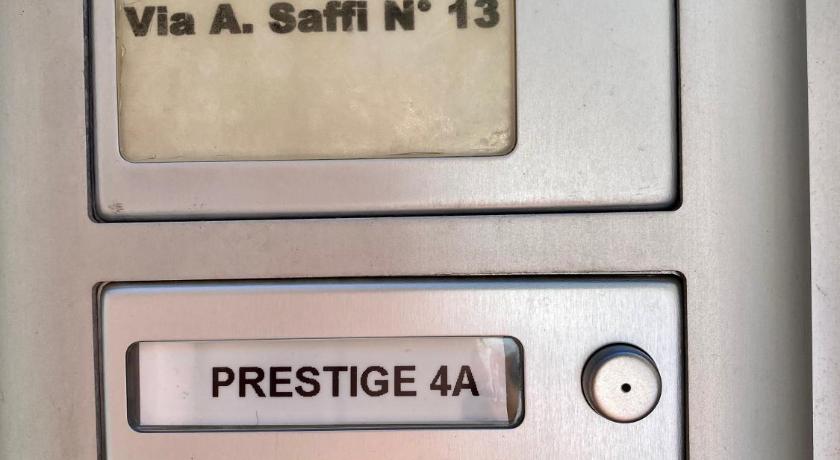 Via A. Saffi N° 13
PRESTIGE 4A